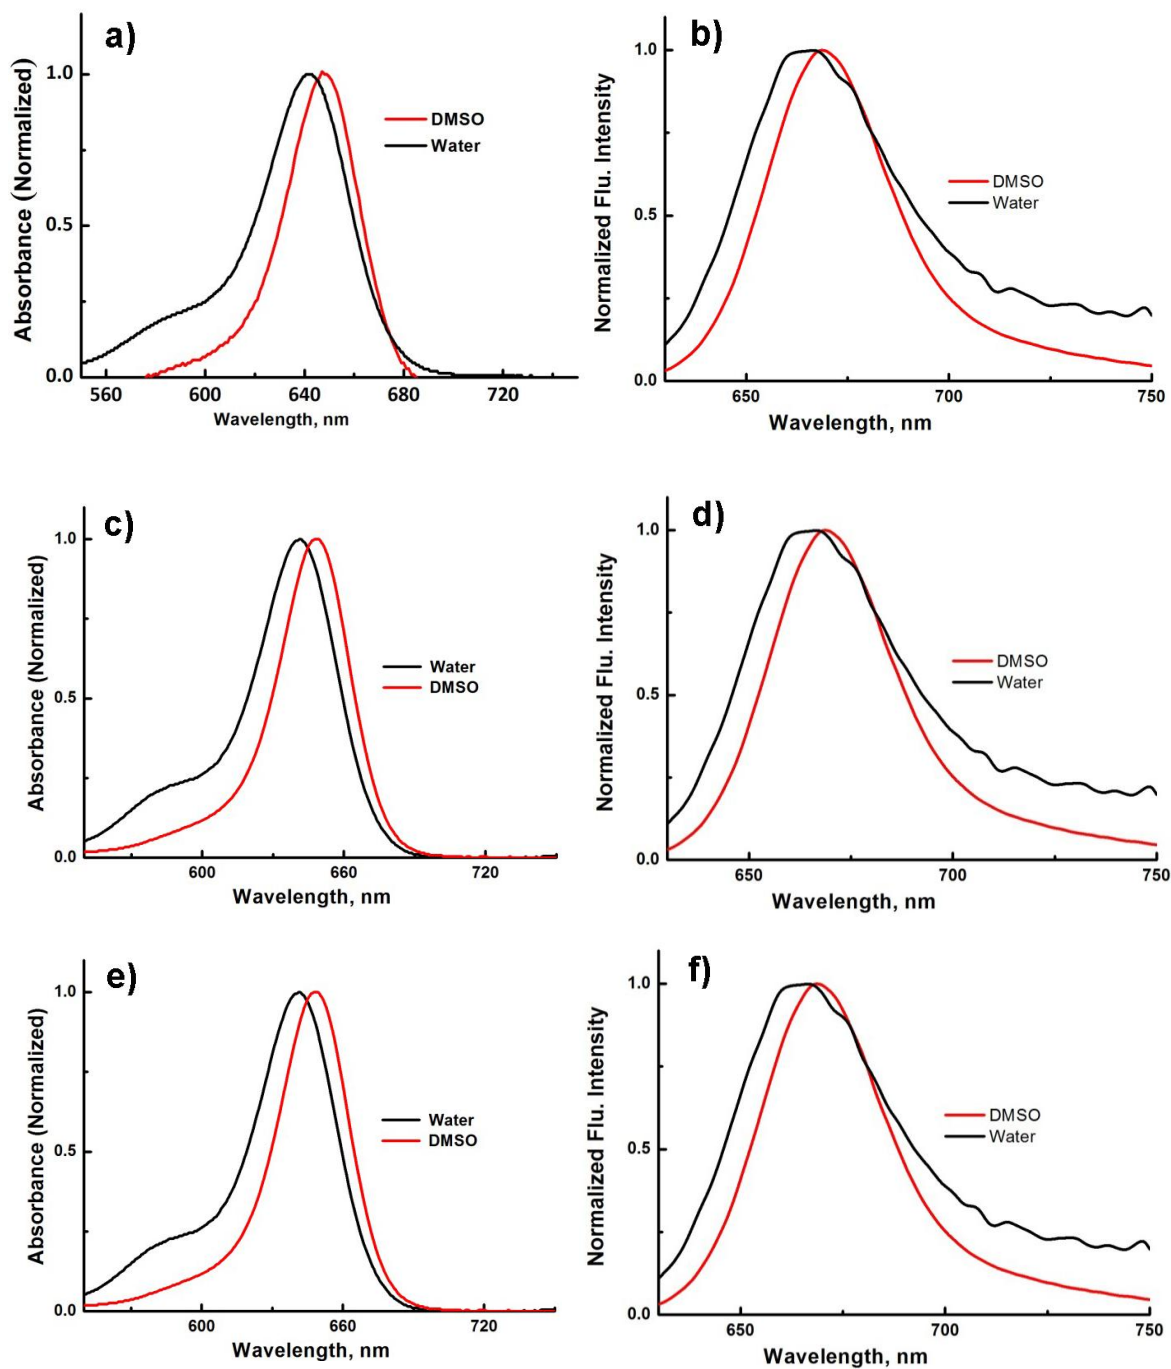 a)
Absorbance (Normalized)
1.0
0.5
0.0
560 600 640 680 720
Wavelength, nm
DMSO
Water
b)
Normalized Flu. Intensity
1.0
0.5
0.0
650 700 750
Wavelength, nm
DMSO
Water
c)
Absorbance (Normalized)
1.0
0.5
0.0
600 660 720
Wavelength, nm
Water
DMSO
d)
Normalized Flu. Intensity
1.0
0.5
0.0
650 700 750
Wavelength, nm
DMSO
Water
e)
Absorbance (Normalized)
1.0
0.5
0.0
600 660 720
Wavelength, nm
Water
DMSO
f)
Normalized Flu. Intensity
1.0
0.5
0.0
650 700 750
Wavelength, nm
DMSO
Water